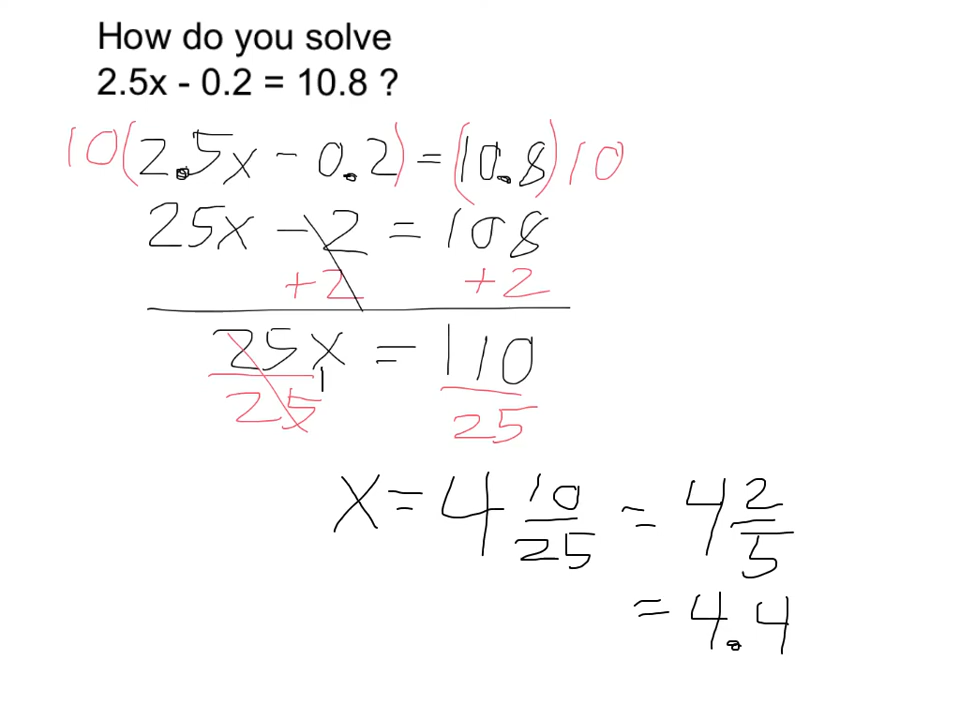 How do you solve
2.5x - 0.2 = 10.8 ?
10(2.5x - 0.2) = (10.8)10
25x - 2 = 108
+2 +2
25x = 110
25 1 25
x = 4 10/25 = 4 2/5
= 4.4